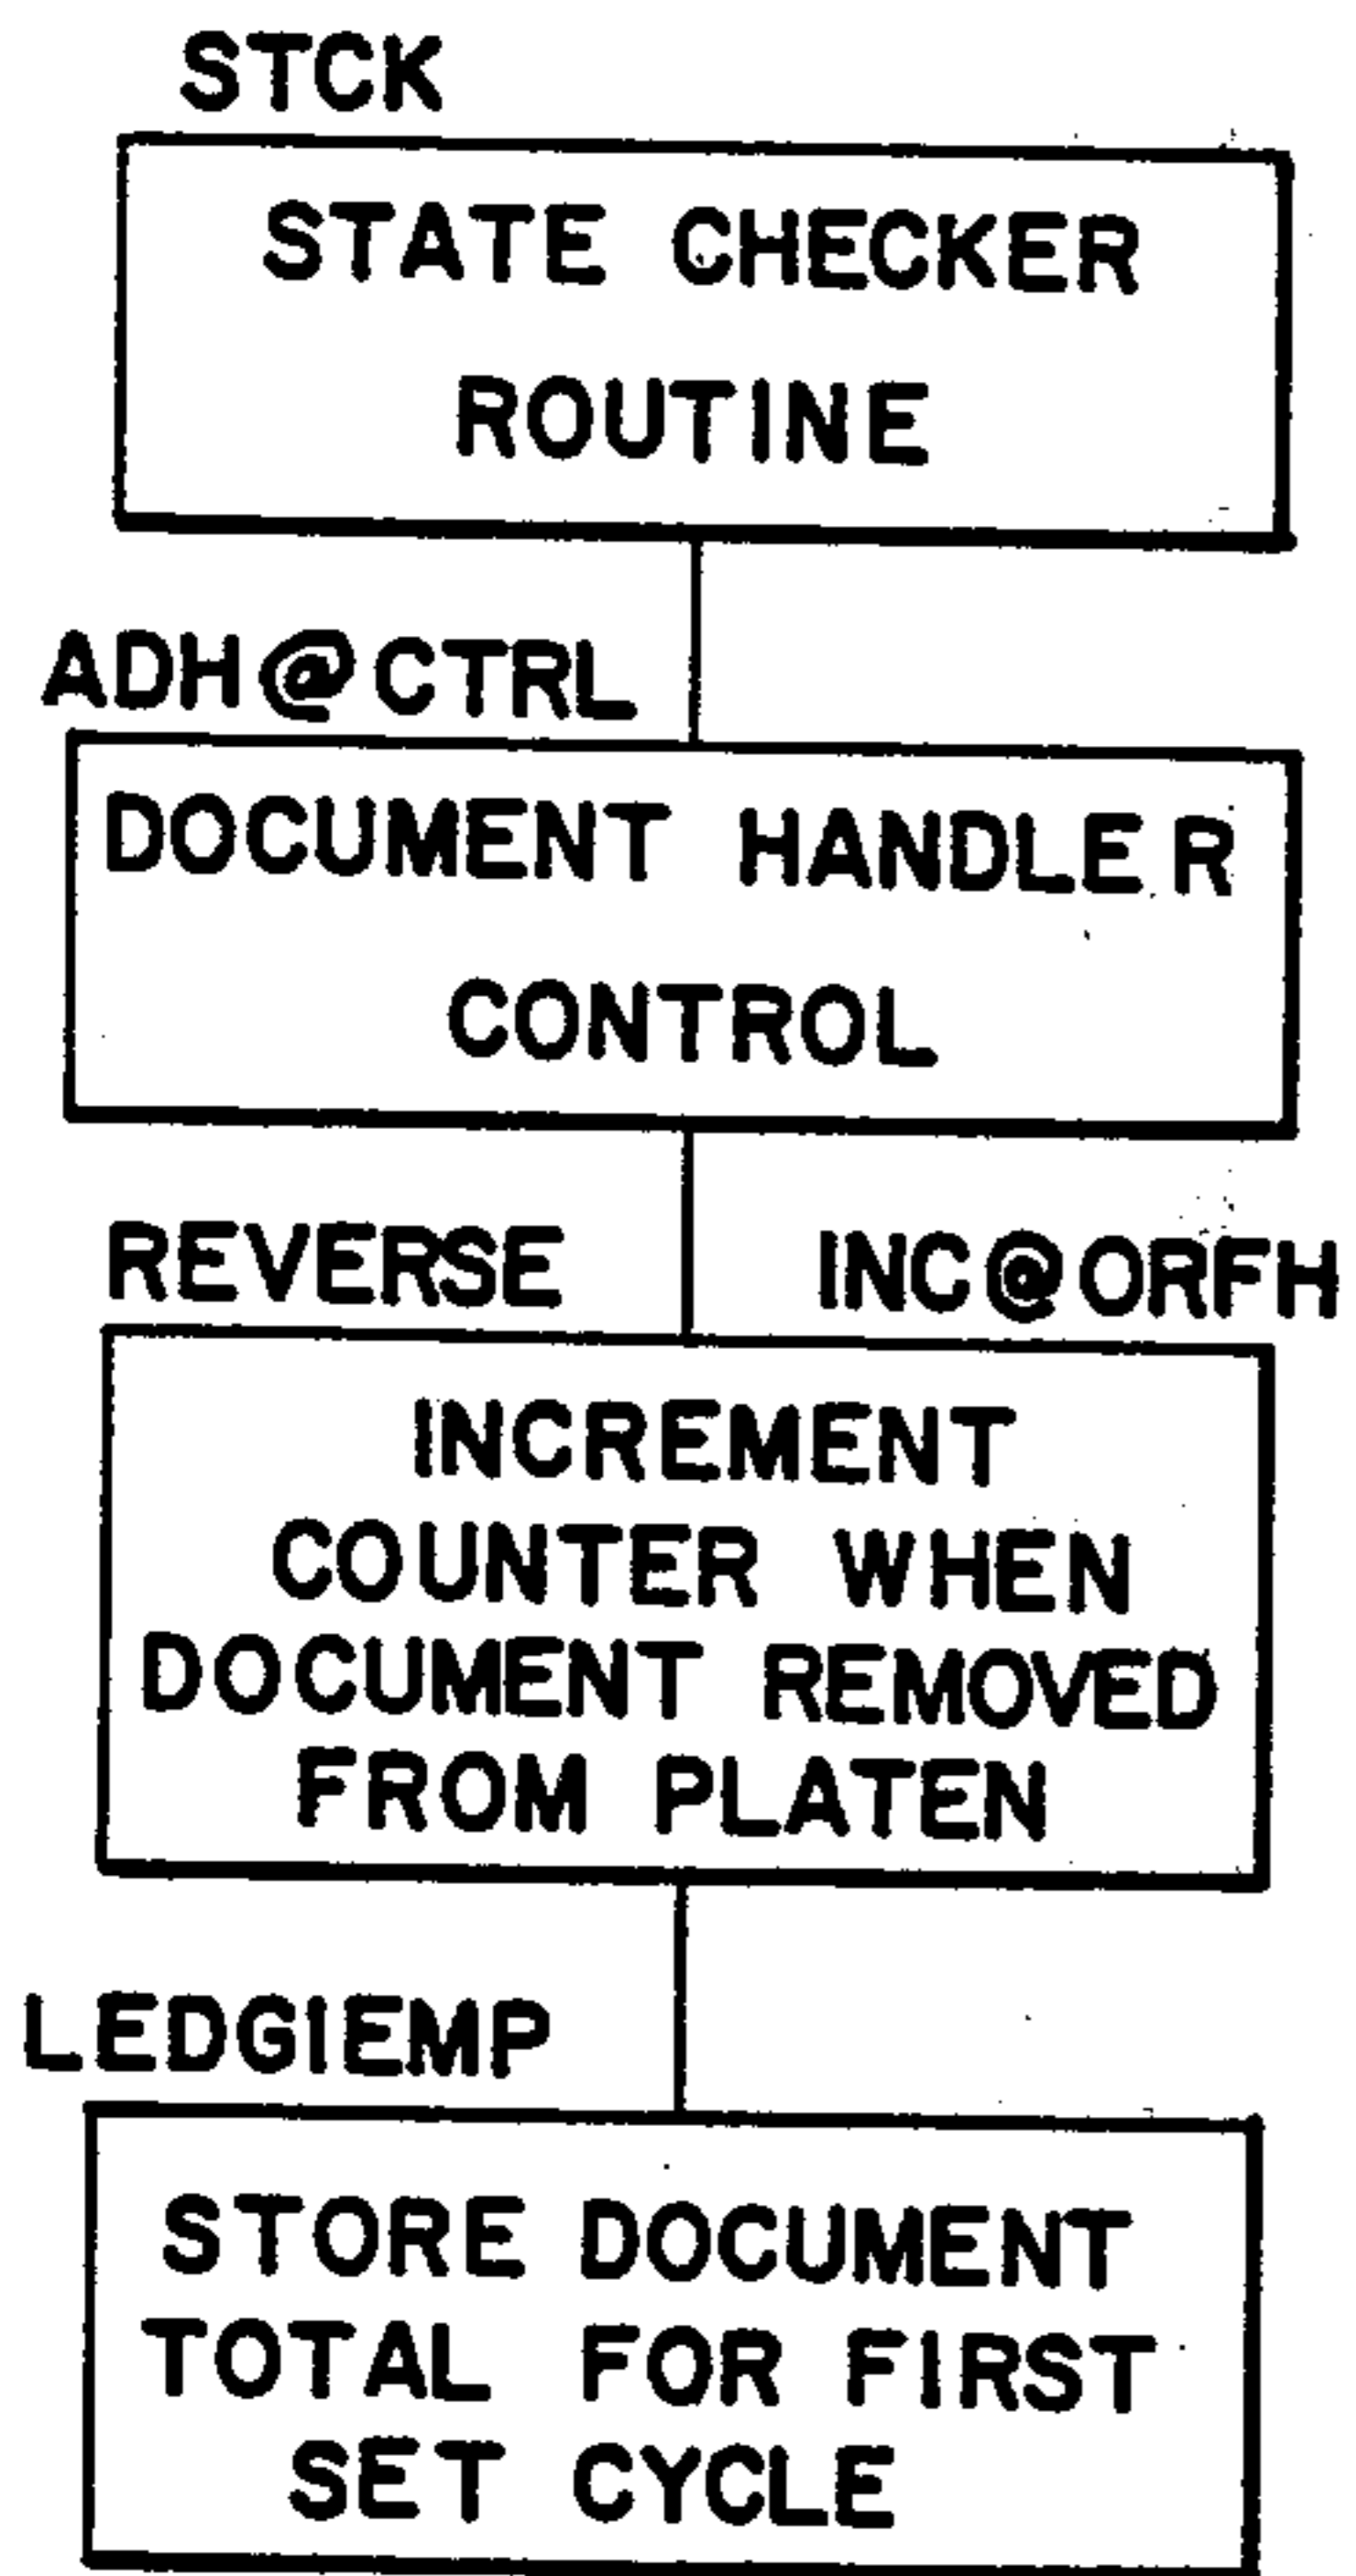 STCK
STATE CHECKER
ROUTINE
ADH@CTRL
DOCUMENT HANDLER
CONTROL
REVERSE INC@ORFH
INCREMENT
COUNTER WHEN
DOCUMENT REMOVED
FROM PLATEN
LEDGIEMP
STORE DOCUMENT
TOTAL FOR FIRST
SET CYCLE